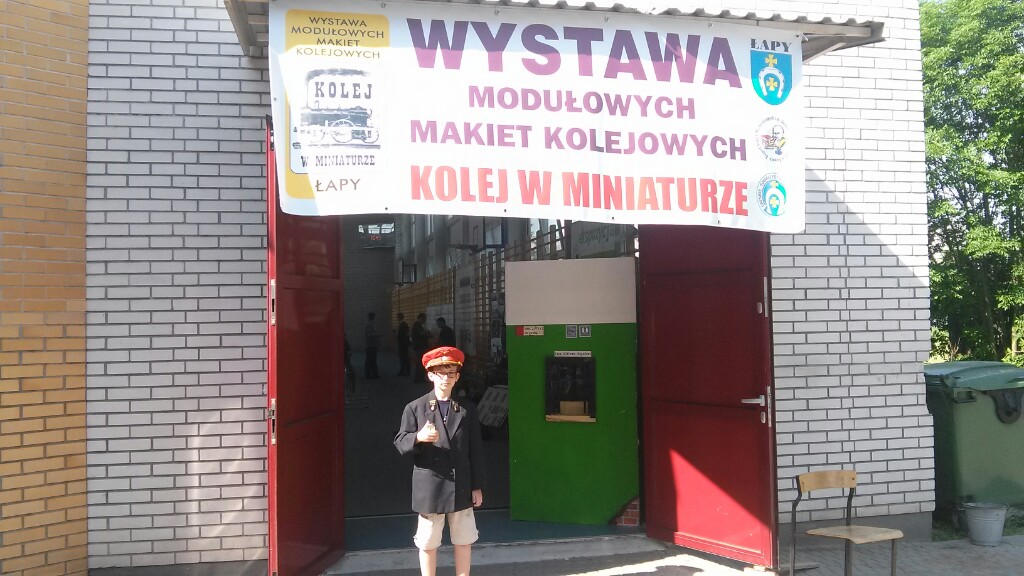 WYSTAWA
MODUŁOWYCH
MAKIET
KOLEJOWYCH
KOLEJ
W MINIATURZE
ŁAPY
WYSTAWA
MODUŁOWYCH
MAKIET KOLEJOWYCH
KOLEJ W MINIATURZE
ŁAPY